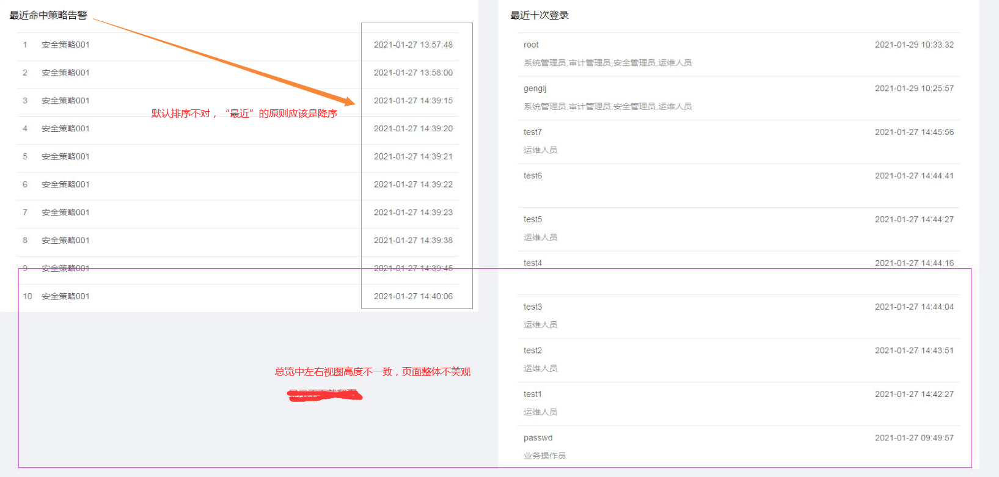 最近命中策略告警
1 安全策略001 2021-01-27 13:57:48
2 安全策略001 2021-01-27 13:58:00
3 安全策略001 2021-01-27 14:39:15
默认排序不对，“最近”的原则应该是降序
4 安全策略001 2021-01-27 14:39:20
5 安全策略001 2021-01-27 14:39:21
6 安全策略001 2021-01-27 14:39:22
7 安全策略001 2021-01-27 14:39:23
8 安全策略001 2021-01-27 14:39:38
9 安全策略001 2021-01-27 14:39:45
10 安全策略001 2021-01-27 14:40:06
总览中左右视图高度不一致，页面整体不美观
最近十次登录
root 2021-01-29 10:33:32
系统管理员,审计管理员,安全管理员,运维人员
genglj 2021-01-29 10:25:57
系统管理员,审计管理员,安全管理员,运维人员
test7 2021-01-27 14:45:56
运维人员
test6 2021-01-27 14:44:41
test5 2021-01-27 14:44:27
运维人员
test4 2021-01-27 14:44:16
test3 2021-01-27 14:44:04
运维人员
test2 2021-01-27 14:43:51
运维人员
test1 2021-01-27 14:42:27
运维人员
passwd 2021-01-27 09:49:57
业务操作员